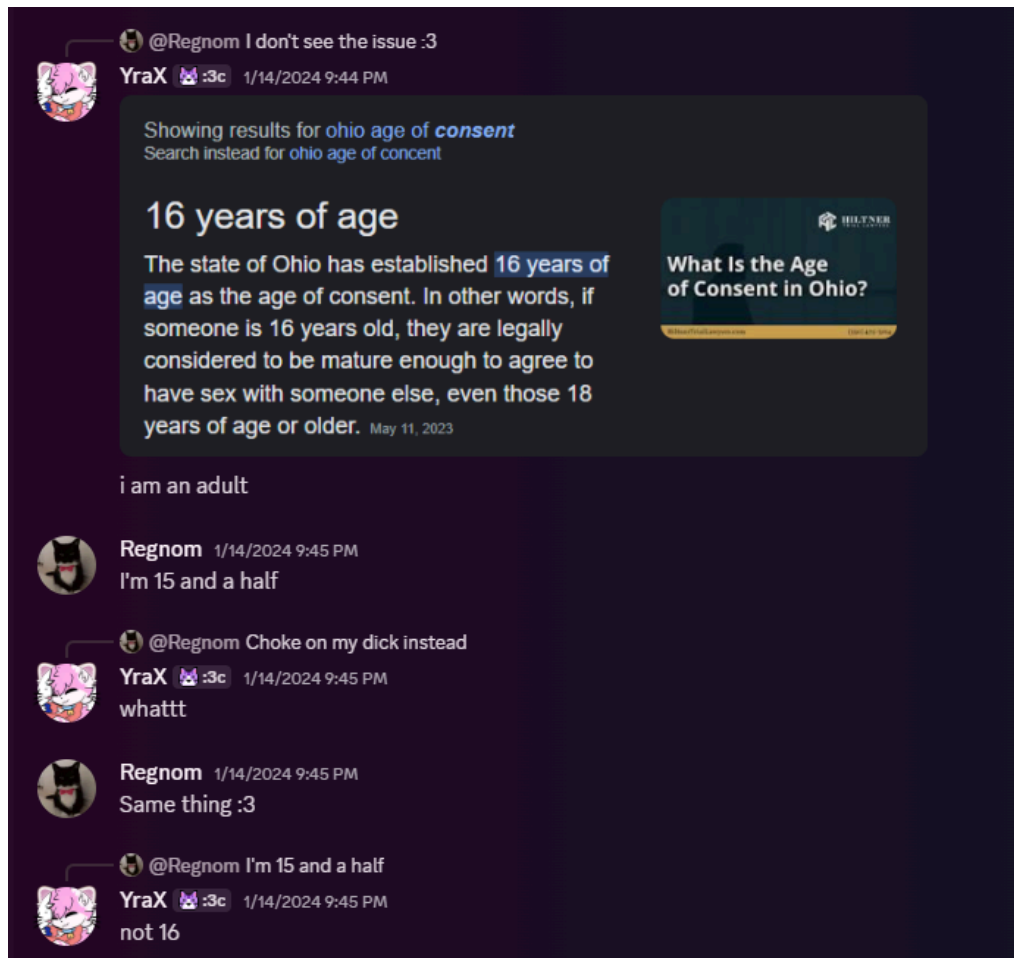 @Regnom I don't see the issue :3
YraX :3c 1/14/2024 9:44 PM
Showing results for ohio age of consent
Search instead for ohio age of concent
16 years of age
The state of Ohio has established 16 years of
age as the age of consent. In other words, if
someone is 16 years old, they are legally
considered to be mature enough to agree to
have sex with someone else, even those 18
years of age or older. May 11, 2023
HILTNER
What Is the Age
of Consent in Ohio?
i am an adult
Regnom 1/14/2024 9:45 PM
I'm 15 and a half
@Regnom Choke on my dick instead
YraX :3c 1/14/2024 9:45 PM
whattt
Regnom 1/14/2024 9:45 PM
Same thing :3
@Regnom I'm 15 and a half
YraX :3c 1/14/2024 9:45 PM
not 16